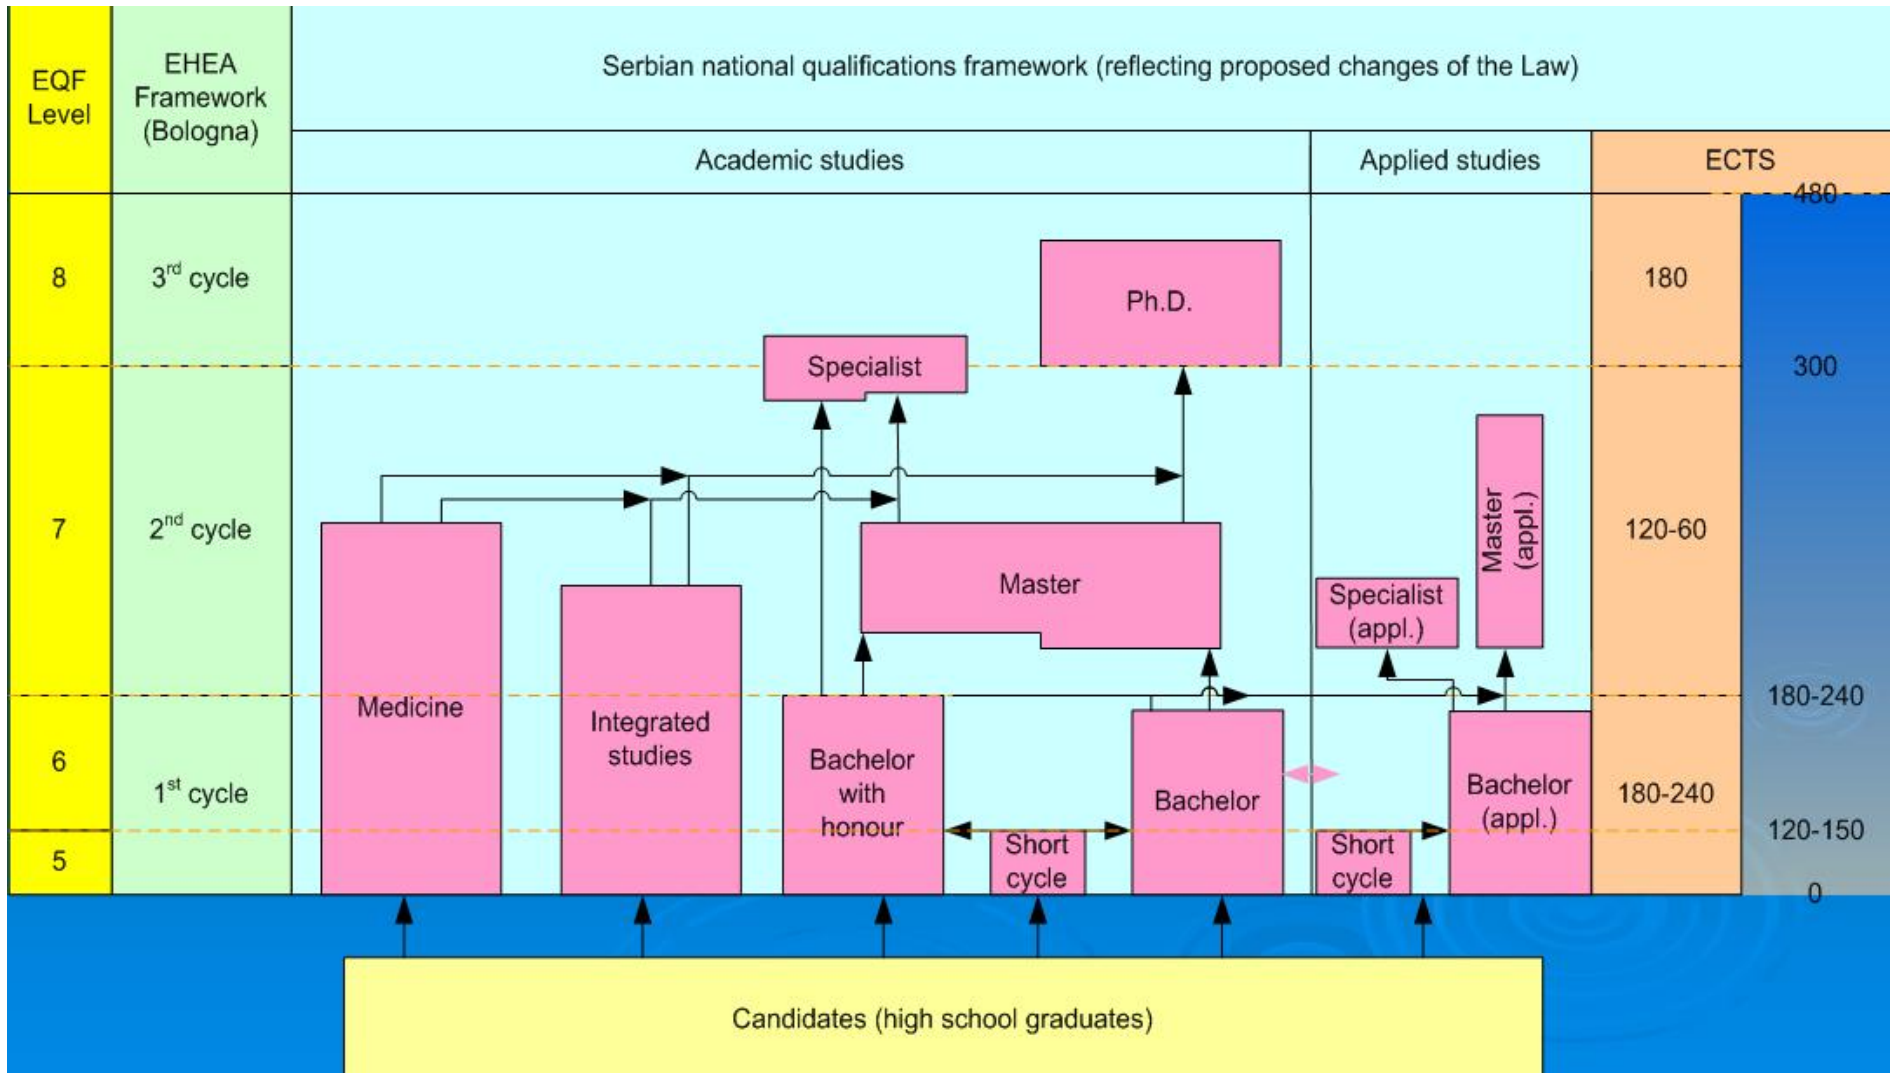 EQF
Level
EHEA
Framework
(Bologna)
Serbian national qualifications framework (reflecting proposed changes of the Law)
Academic studies
Applied studies
ECTS
480
8
3rd cycle
Ph.D.
180
Specialist
300
7
2nd cycle
Master
Specialist
(appl.)
Master
(appl.)
120-60
Medicine
Integrated
studies
180-240
6
1st cycle
Bachelor
with
honour
Bachelor
Bachelor
(appl.)
180-240
120-150
5
Short
cycle
Short
cycle
0
Candidates (high school graduates)